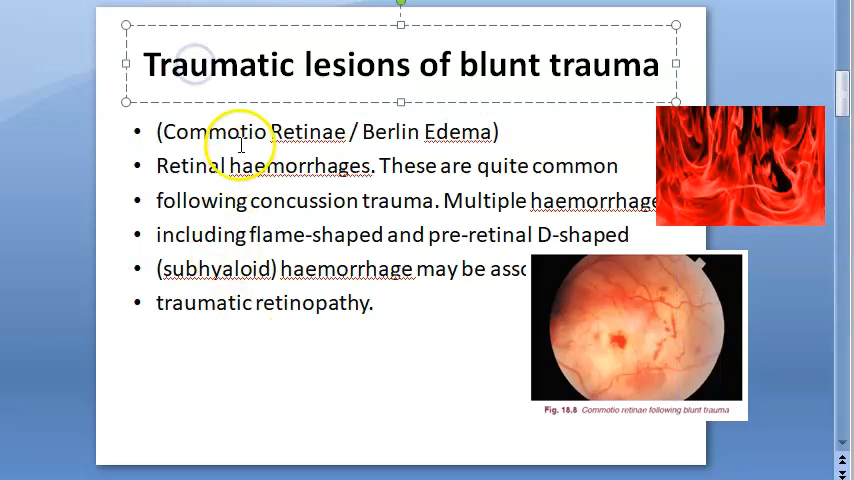 Traumatic lesions of blunt trauma
• (Commotio Retinae / Berlin Edema)
• Retinal haemorrhages. These are quite common
• following concussion trauma. Multiple haemorrhage
• including flame-shaped and pre-retinal D-shaped
• (subhyaloid) haemorrhage may be asso
• traumatic retinopathy.
Fig. 18.8 Commotio retinae following blunt trauma